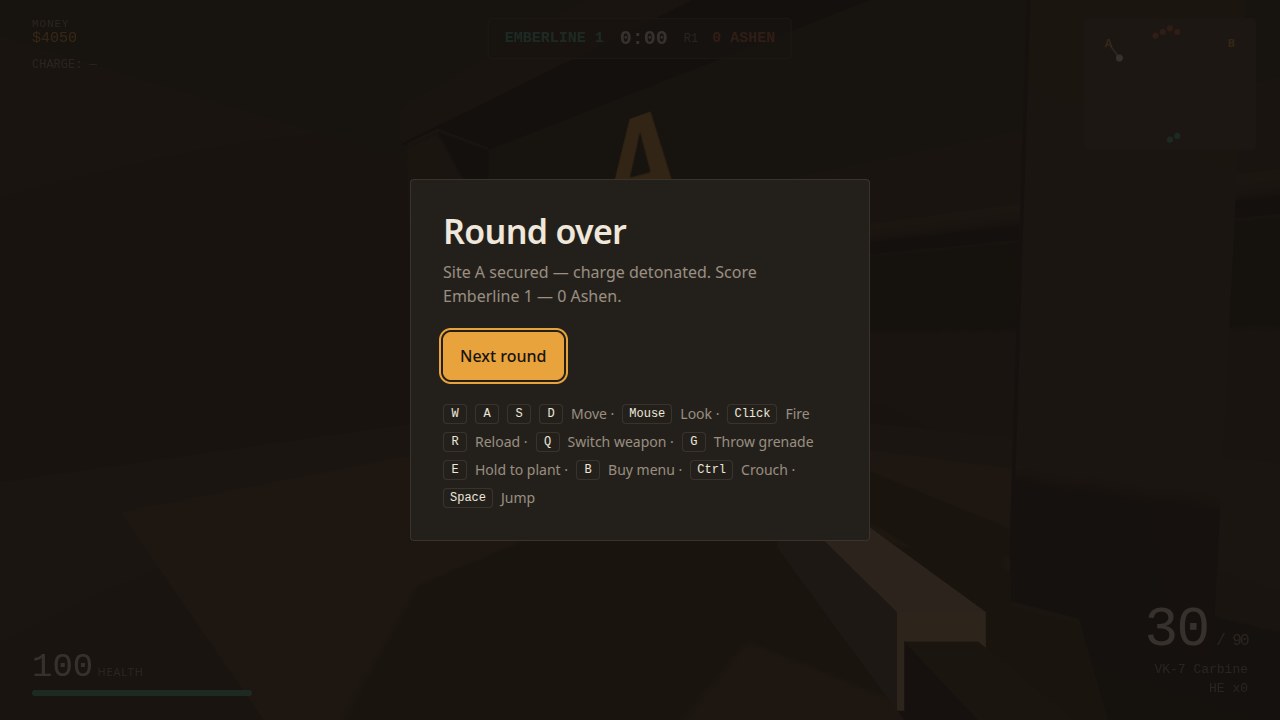 MONEY
$4050
CHARGE: —
EMBERLINE 1 0:00 R1 0 ASHEN
A B
A
Round over
Site A secured — charge detonated. Score
Emberline 1 — 0 Ashen.
Next round
W A S D Move · Mouse Look · Click Fire
R Reload · Q Switch weapon · G Throw grenade
E Hold to plant · B Buy menu · Ctrl Crouch ·
Space Jump
100 HEALTH
30 / 90
VK-7 Carbine
HE x0